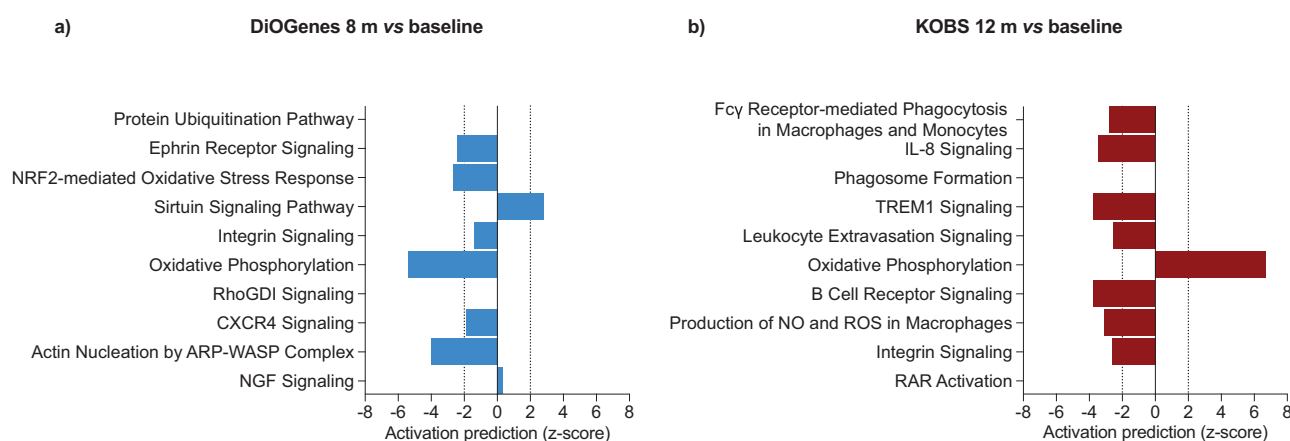 a) DiOGenes 8 m vs baseline
Protein Ubiquitination Pathway
Ephrin Receptor Signaling
NRF2-mediated Oxidative Stress Response
Sirtuin Signaling Pathway
Integrin Signaling
Oxidative Phosphorylation
RhoGDI Signaling
CXCR4 Signaling
Actin Nucleation by ARP-WASP Complex
NGF Signaling
-8 -6 -4 -2 0 2 4 6 8
Activation prediction (z-score)
b) KOBS 12 m vs baseline
Fcγ Receptor-mediated Phagocytosis
in Macrophages and Monocytes
IL-8 Signaling
Phagosome Formation
TREM1 Signaling
Leukocyte Extravasation Signaling
Oxidative Phosphorylation
B Cell Receptor Signaling
Production of NO and ROS in Macrophages
Integrin Signaling
RAR Activation
-8 -6 -4 -2 0 2 4 6 8
Activation prediction (z-score)